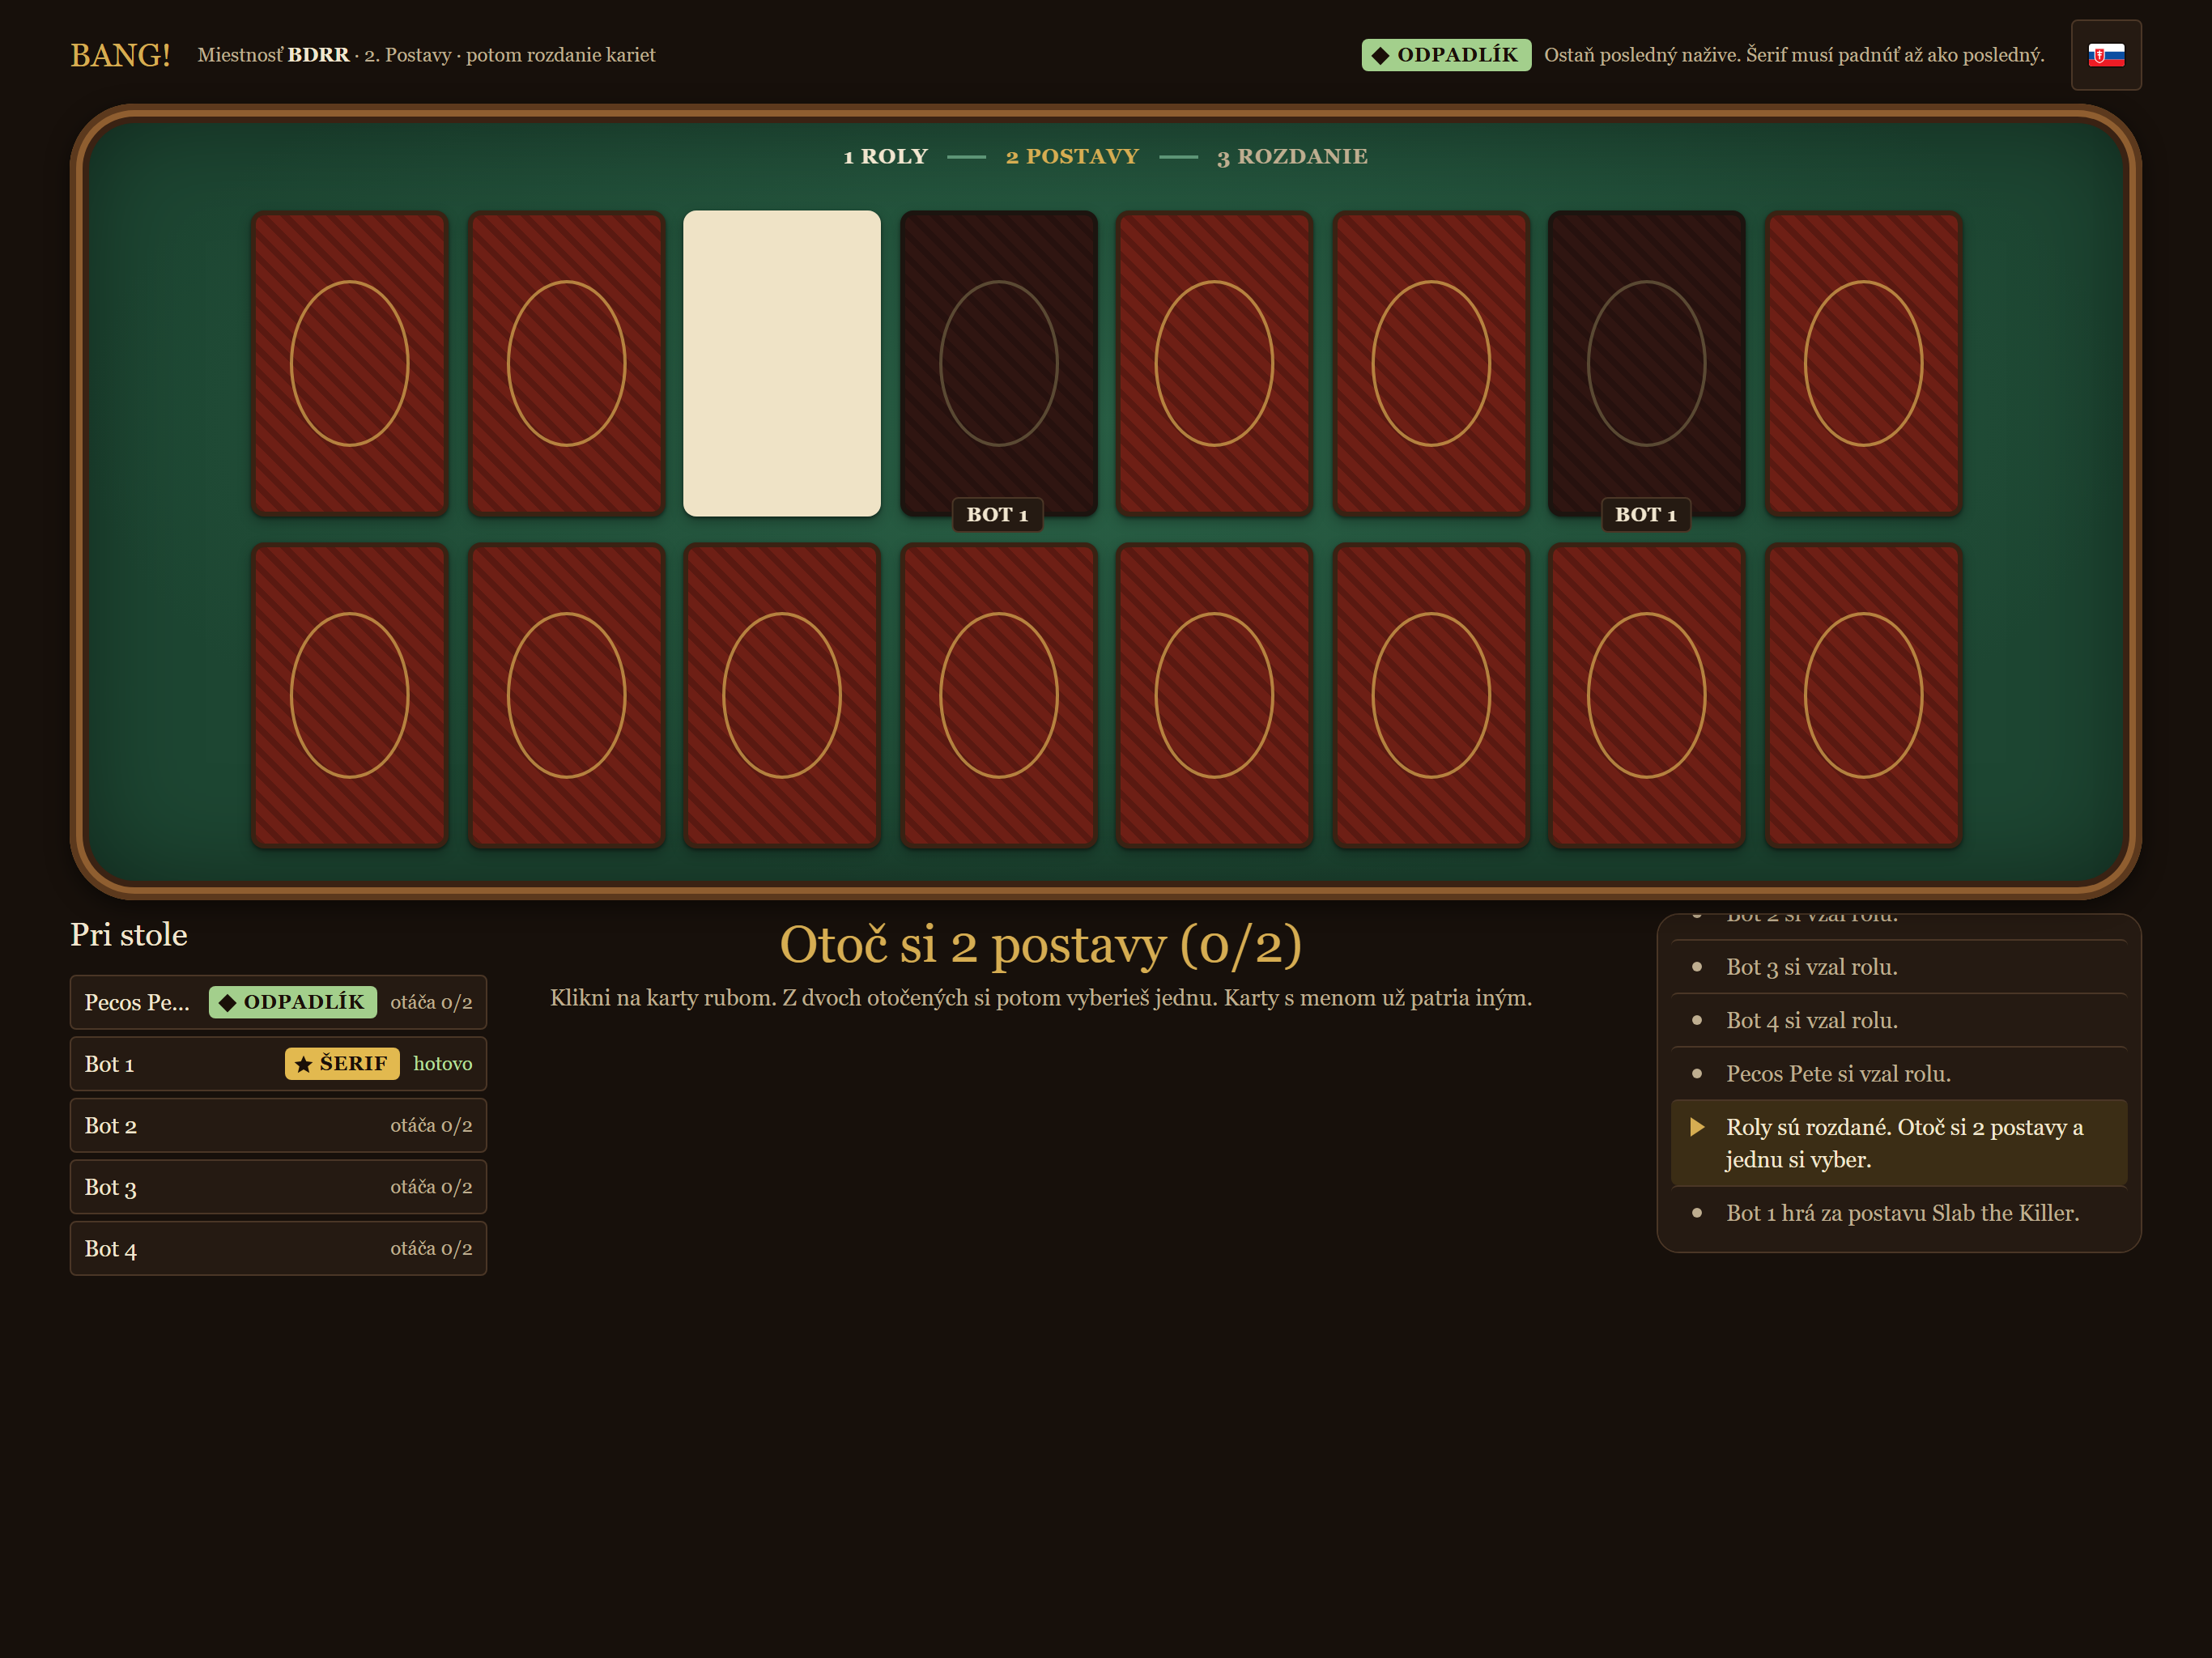 BANG!
Miestnosť BDRR · 2. Postavy · potom rozdanie kariet
ODPADLÍK
Ostaň posledný nažive. Šerif musí padnúť až ako posledný.
1 ROLY
2 POSTAVY
3 ROZDANIE
BOT 1
BOT 1
Pri stole
Pecos Pe... ODPADLÍK otáča 0/2
Bot 1 ŠERIF hotovo
Bot 2 otáča 0/2
Bot 3 otáča 0/2
Bot 4 otáča 0/2
Otoč si 2 postavy (0/2)
Klikni na karty rubom. Z dvoch otočených si potom vyberieš jednu. Karty s menom už patria iným.
Bot 2 si vzal rolu.
Bot 3 si vzal rolu.
Bot 4 si vzal rolu.
Pecos Pete si vzal rolu.
Roly sú rozdané. Otoč si 2 postavy a
jednu si vyber.
Bot 1 hrá za postavu Slab the Killer.